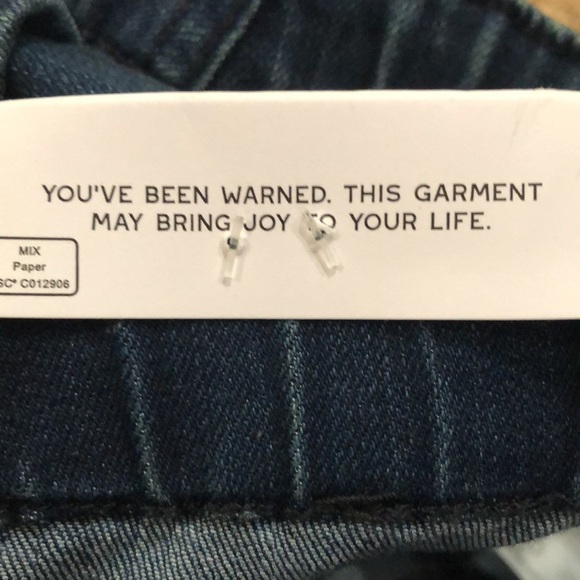 YOU'VE BEEN WARNED. THIS GARMENT
MAY BRING JOY TO YOUR LIFE.
MIX
Paper
SC® C012906